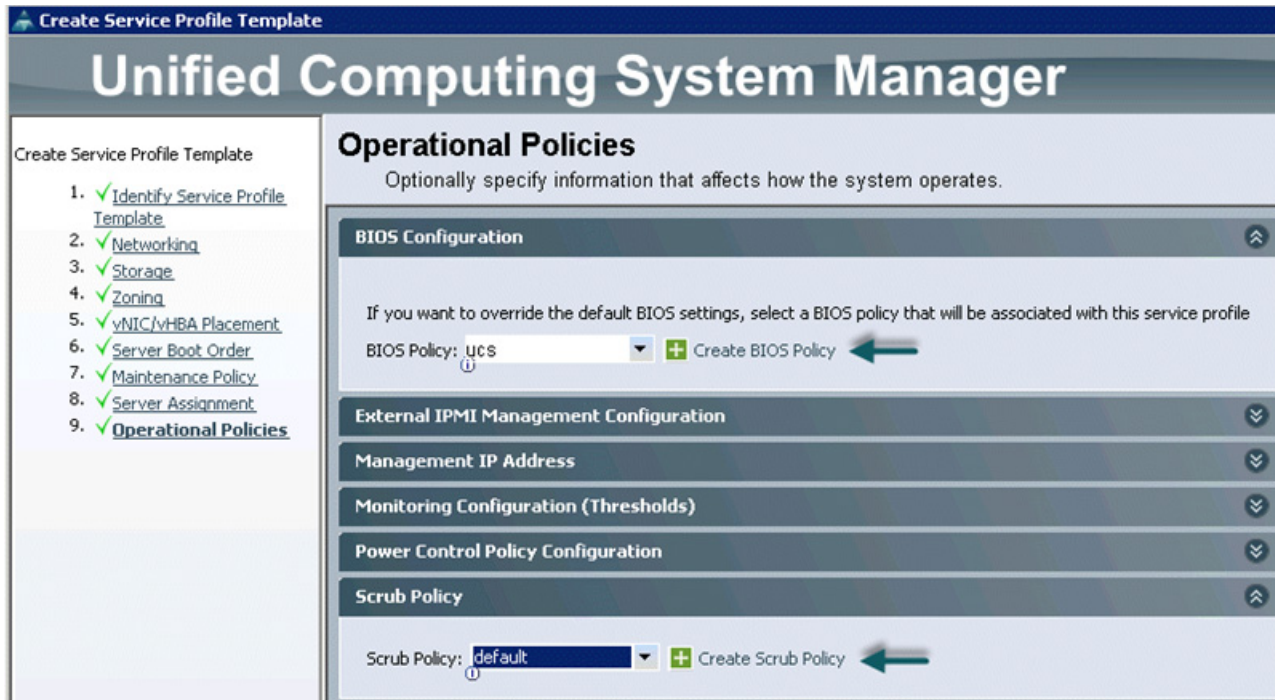 Create Service Profile Template
Unified Computing System Manager
Create Service Profile Template
1. Identify Service Profile
Template
2. Networking
3. Storage
4. Zoning
5. vNIC/vHBA Placement
6. Server Boot Order
7. Maintenance Policy
8. Server Assignment
9. Operational Policies
Operational Policies
Optionally specify information that affects how the system operates.
BIOS Configuration
If you want to override the default BIOS settings, select a BIOS policy that will be associated with this service profile
BIOS Policy: ucs Create BIOS Policy
External IPMI Management Configuration
Management IP Address
Monitoring Configuration (Thresholds)
Power Control Policy Configuration
Scrub Policy
Scrub Policy: default Create Scrub Policy